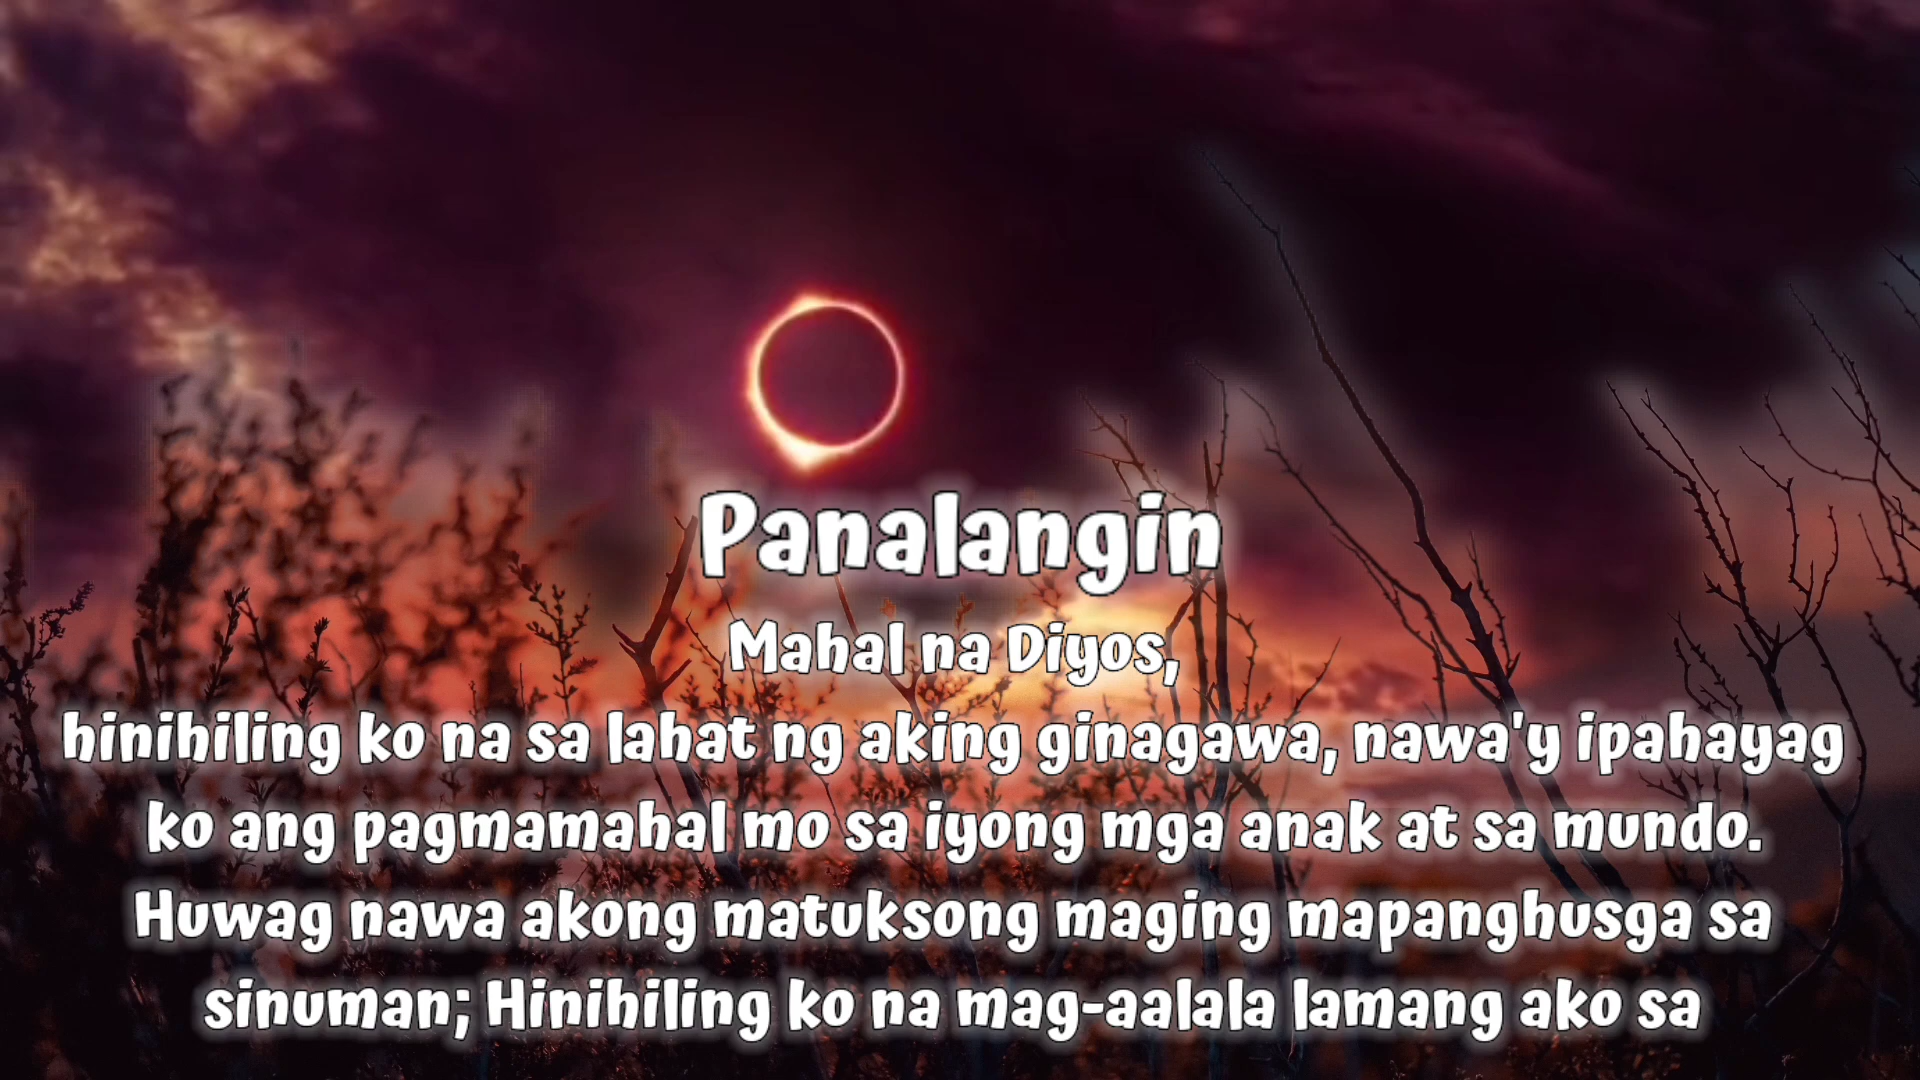 Panalangin
Mahal na Diyos,
hinihiling ko na sa lahat ng aking ginagawa, nawa'y ipahayag
ko ang pagmamahal mo sa iyong mga anak at sa mundo.
Huwag nawa akong matuksong maging mapanghusga sa
sinuman; Hinihiling ko na mag-aalala lamang ako sa